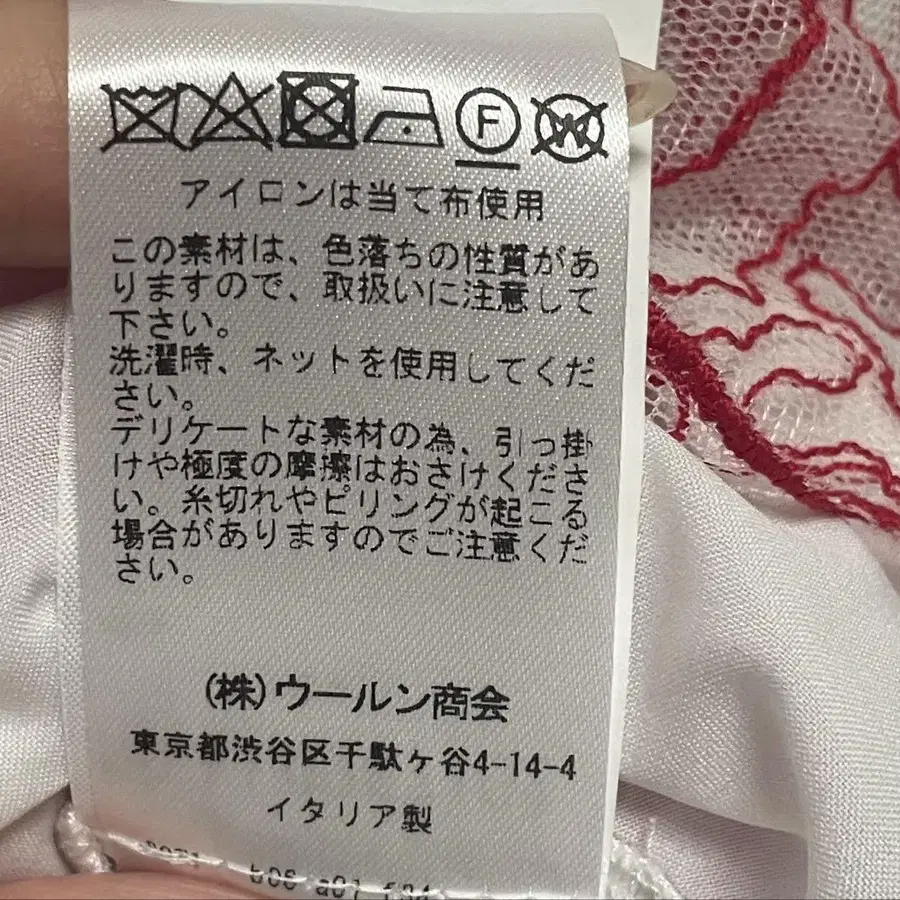 F
W
アイロンは当て布使用
この素材は、色落ちの性質があ
りますので、取扱いに注意して
下さい。
洗濯時、ネットを使用してくだ
さい。
デリケートな素材の為、引っ掛
けや極度の摩擦はおさけくださ
い。糸切れやピリングが起こる
場合がありますのでご注意くだ
さい。
(株)ウールン商会
東京都渋谷区千駄ヶ谷4-14-4
イタリア製